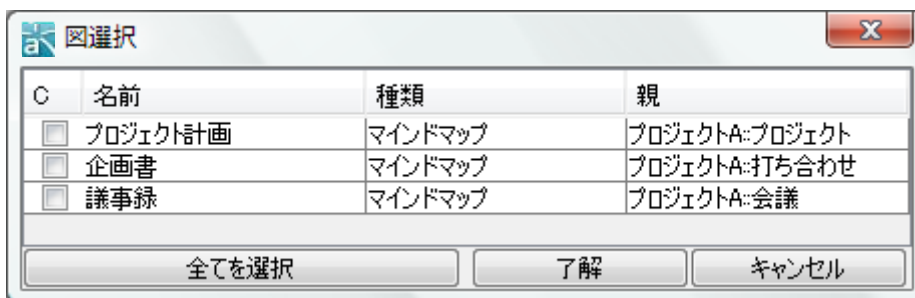 図選択
C 名前 種類 親
プロジェクト計画 マインドマップ プロジェクトA::プロジェクト
企画書 マインドマップ プロジェクトA::打ち合わせ
議事録 マインドマップ プロジェクトA::会議
全てを選択 了解 キャンセル